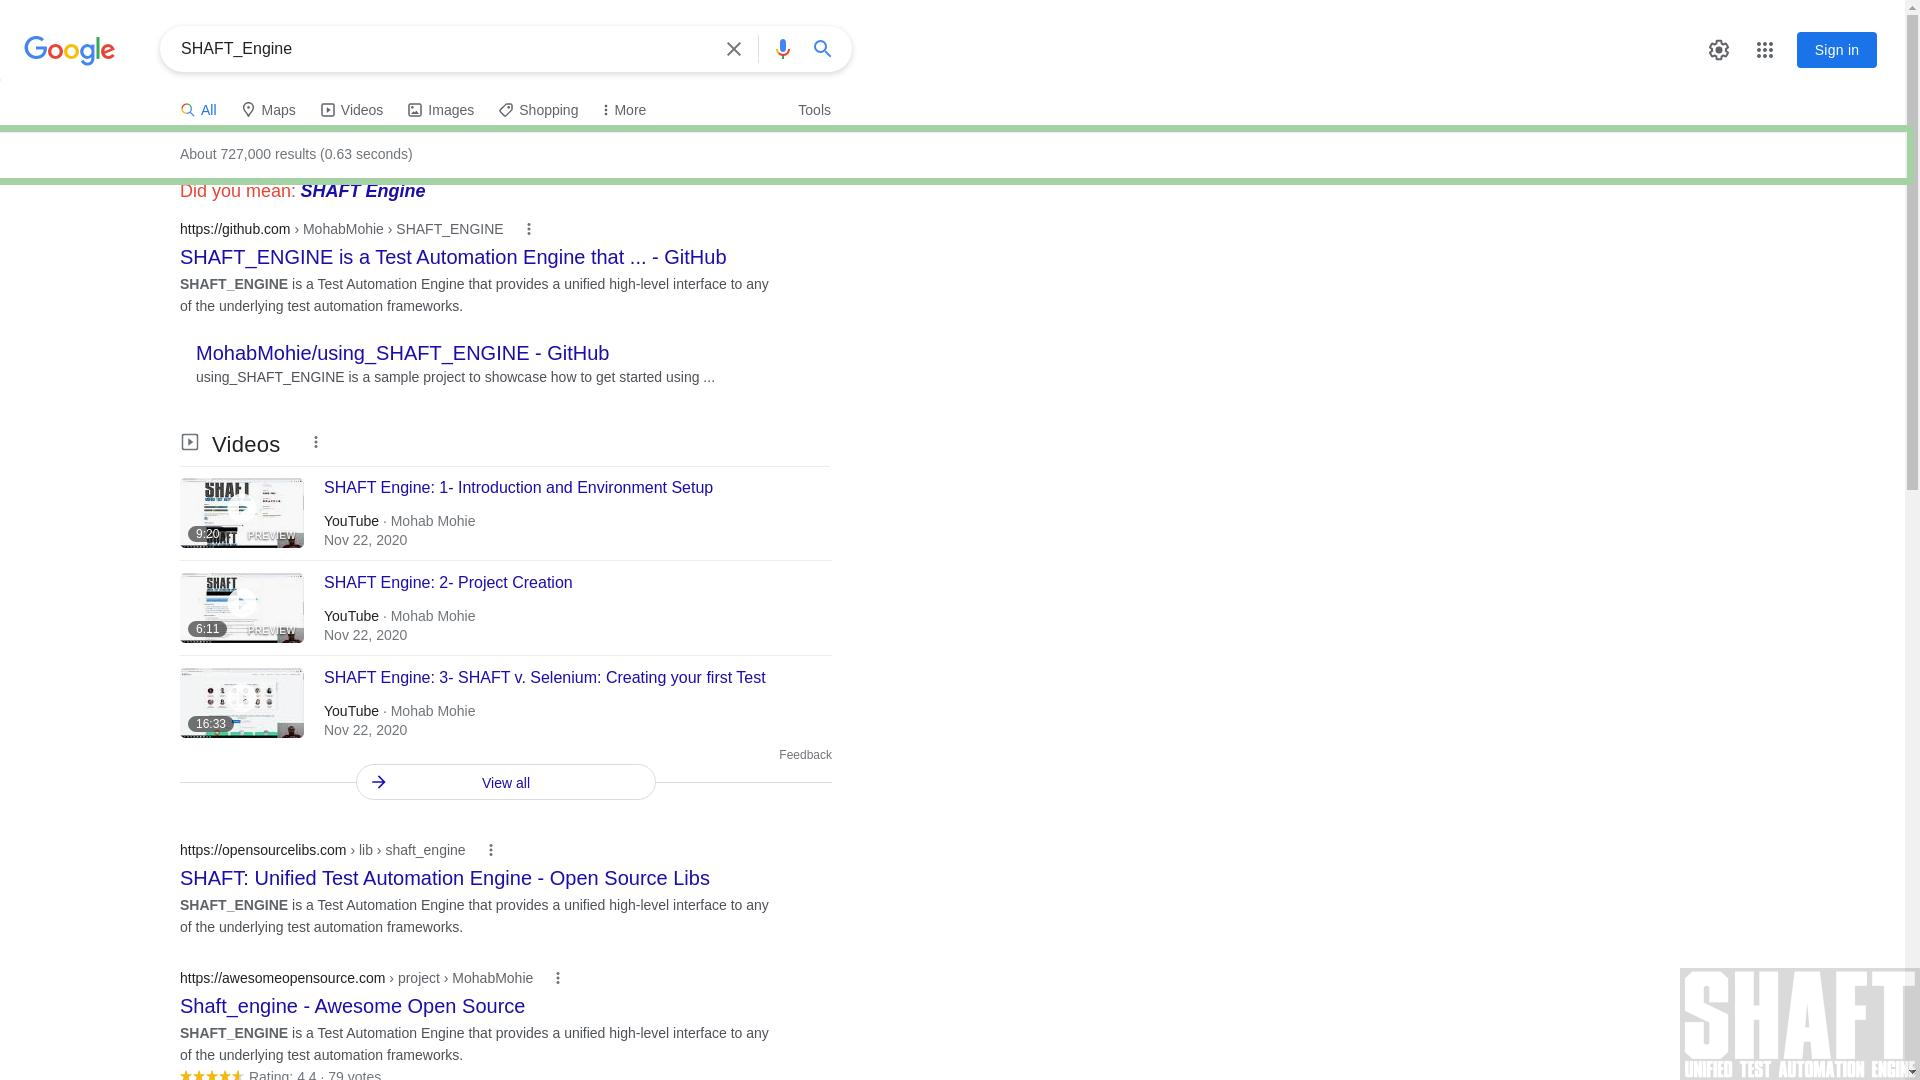 Google
SHAFT_Engine
Sign in
All
Maps
Videos
Images
Shopping
More
Tools
About 727,000 results (0.63 seconds)
Did you mean: SHAFT Engine
https://github.com › MohabMohie › SHAFT_ENGINE
SHAFT_ENGINE is a Test Automation Engine that ... - GitHub
SHAFT_ENGINE is a Test Automation Engine that provides a unified high-level interface to any
of the underlying test automation frameworks.
MohabMohie/using_SHAFT_ENGINE - GitHub
using_SHAFT_ENGINE is a sample project to showcase how to get started using ...
Videos
SHAFT
9:20
PREVIEW
SHAFT Engine: 1- Introduction and Environment Setup
YouTube · Mohab Mohie
Nov 22, 2020
SHAFT
6:11
PREVIEW
SHAFT Engine: 2- Project Creation
YouTube · Mohab Mohie
Nov 22, 2020
16:33
SHAFT Engine: 3- SHAFT v. Selenium: Creating your first Test
YouTube · Mohab Mohie
Nov 22, 2020
Feedback
View all
https://opensourcelibs.com › lib › shaft_engine
SHAFT: Unified Test Automation Engine - Open Source Libs
SHAFT_ENGINE is a Test Automation Engine that provides a unified high-level interface to any
of the underlying test automation frameworks.
https://awesomeopensource.com › project › MohabMohie
Shaft_engine - Awesome Open Source
SHAFT_ENGINE is a Test Automation Engine that provides a unified high-level interface to any
of the underlying test automation frameworks.
Rating: 4.4 · 79 votes
SHAFT
UNIFIED TEST AUTOMATION ENGINE